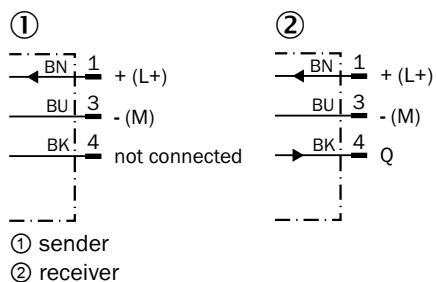 ① ②
BN 1 + (L+) BN 1 + (L+)
BU 3 - (M) BU 3 - (M)
BK 4 not connected BK 4 Q
① sender
② receiver